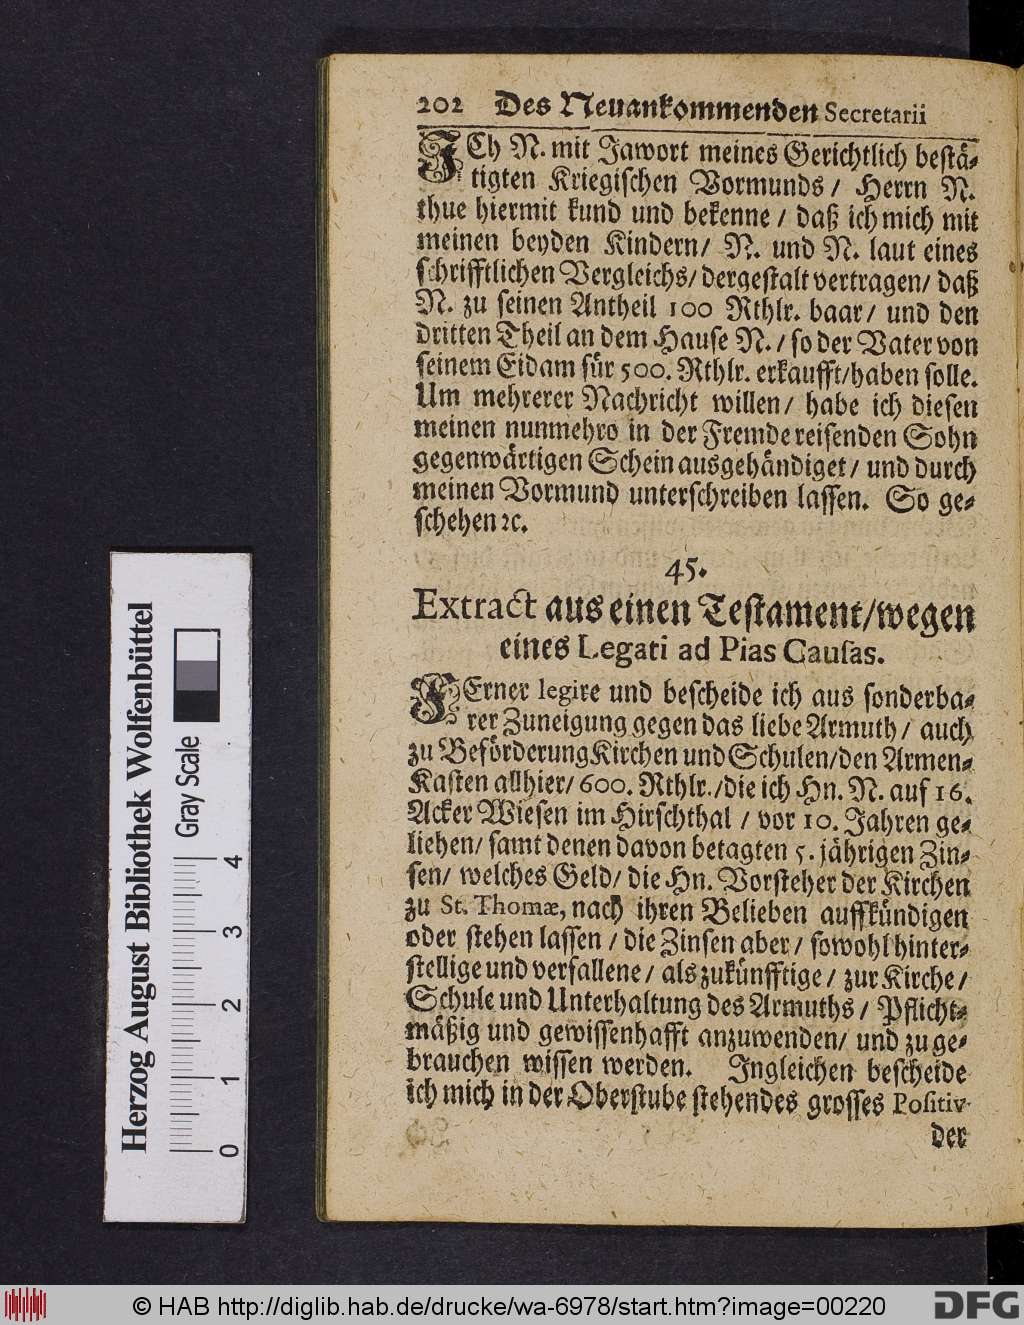 202 Des Neuankommenden Secretarii
ICh N. mit Jawort meines Gerichtlich bestä-
tigten Kriegischen Vormunds / Herrn N.
thue hiermit kund und bekenne / daß ich mich mit
meinen beyden Kindern / N. und N. laut eines
schrifftlichen Vergleichs / dergestalt vertragen / daß
N. zu seinen Antheil 100 Rthlr. baar / und den
dritten Theil an dem Hause N. / so der Vater von
seinem Eidam für 500. Rthlr. erkaufft / haben solle.
Um mehrerer Nachricht willen / habe ich diesen
meinen nunmehro in der Fremde reisenden Sohn
gegenwärtigen Schein ausgehändiget / und durch
meinen Vormund unterschreiben lassen. So ge-
schehen ꝛc.
45.
Extract aus einen Testament / wegen
eines Legati ad Pias Causas.
FErner legire und bescheide ich aus sonderba-
rer Zuneigung gegen das liebe Armuth / auch
zu Beförderung Kirchen und Schulen / den Armen-
Kasten allhier / 600. Rthlr. / die ich Hn. N. auf 16.
Acker Wiesen im Hirschthal / vor 10. Jahren ge-
liehen / samt denen davon betagten 5. jährigen Zin-
sen / welches Geld / die Hn. Vorsteher der Kirchen
zu St. Thomæ, nach ihren Belieben auffkündigen
oder stehen lassen / die Zinsen aber / sowohl hinter-
stellige und verfallene / als zukünfftige / zur Kirche /
Schule und Unterhaltung des Armuths / Pflicht-
mäßig und gewissenhafft anzuwenden / und zu ge-
brauchen wissen werden. Ingleichen bescheide
ich mich in der Oberstube stehendes grosses Positiv
der
Herzog August Bibliothek Wolfenbüttel
Gray Scale
0 1 2 3 4
© HAB http://diglib.hab.de/drucke/wa-6978/start.htm?image=00220
DFG